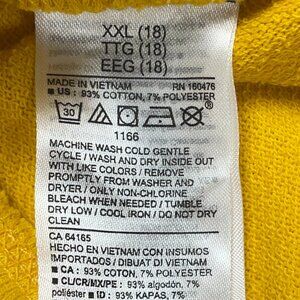 XXL (18)
TTG (18)
EEG (18)
MADE IN VIETNAM RN 160476
■ US : 93% COTTON, 7% POLYESTER
30
1166
MACHINE WASH COLD GENTLE
CYCLE / WASH AND DRY INSIDE OUT
WITH LIKE COLORS / REMOVE
PROMPTLY FROM WASHER AND
DRYER / ONLY NON-CHLORINE
BLEACH WHEN NEEDED / TUMBLE
DRY LOW / COOL IRON / DO NOT DRY
CLEAN
CA 64165
HECHO EN VIETNAM CON INSUMOS
IMPORTADOS / DIBUAT DI VIETNAM
■ CA : 93% COTON, 7% POLYESTER
■ CL/CR/MX/PE: 93% algodón, 7%
poliéster ■ ID : 93% KAPAS, 7%